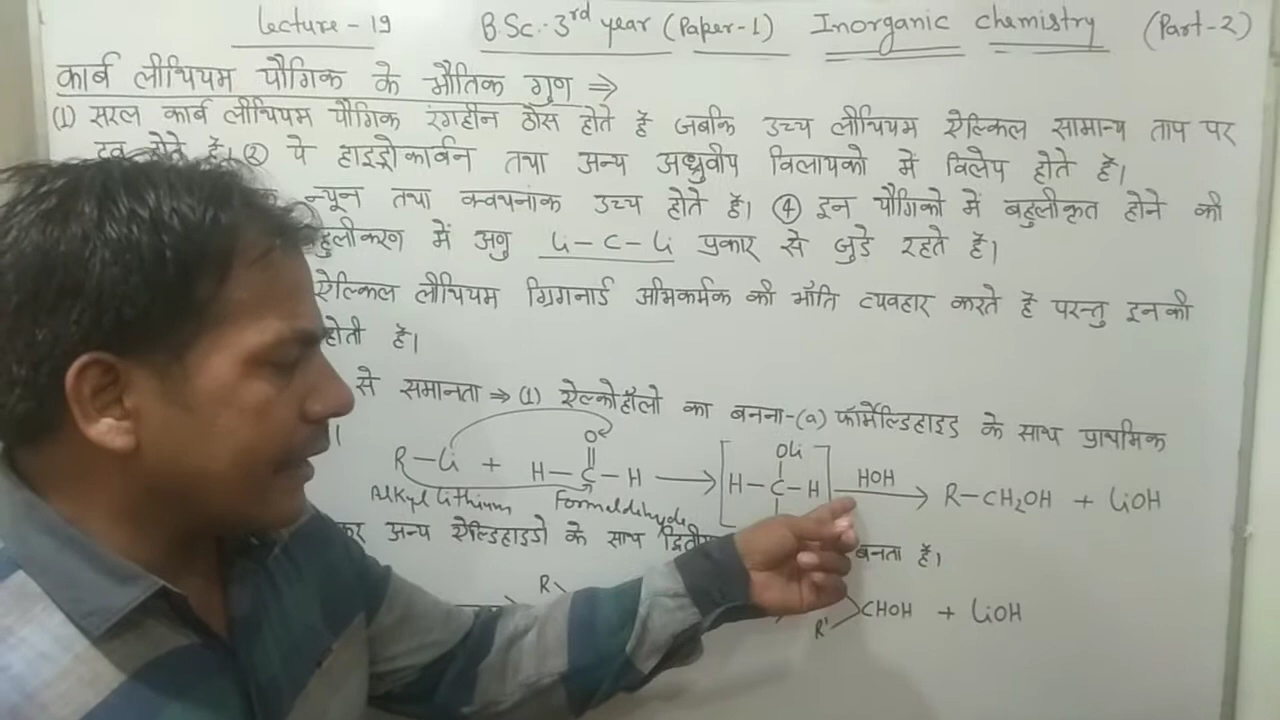 Lecture - 19 B.Sc. 3rd year (Paper-1) Inorganic chemistry (Part-2)
कार्ब लीथियम यौगिक के भौतिक गुण ⇒
(1) सरल कार्ब लीथियम यौगिक रंगहीन ठोस होते हैं जबकि उच्च लीथियम ऐल्किल सामान्य ताप पर
द्रव होते हैं। (2) ये हाइड्रोकार्बन तथा अन्य अध्रुवीय विलायको में विलेय होते हैं।
न्यून तथा क्वथनांक उच्च होते हैं। (4) इन यौगिको में बहुलीकृत होने की
हुलीकरण में अणु Li-C-Li प्रकार से जुडे रहते हैं।
ऐल्किल लीथियम ग्रिगनार्ड अभिकर्मक की भाँति व्यवहार करते हैं परन्तु इनकी
होती हैं।
से समानता ⇒ (1) ऐल्कोहॉलो का बनना-(a) फॉर्मेल्डिहाइड के साथ प्राथमिक
R-Li + H-C-H O ⟶ [H-C-H OLi] HOH ⟶ R-CH₂OH + LiOH
Alkyl lithium Formaldehyde
अन्य ऐल्डिहाइडो के साथ बनता हैं।
R R' CHOH + LiOH